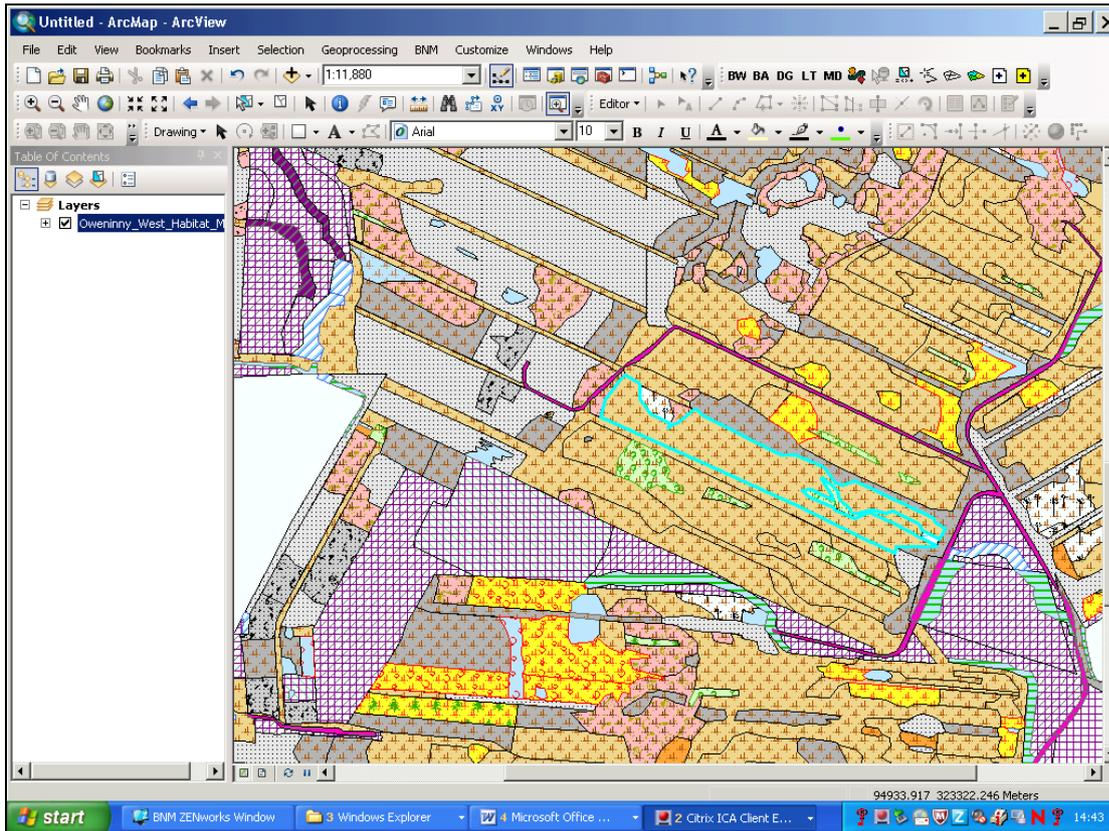 Untitled - ArcMap - ArcView
File Edit View Bookmarks Insert Selection Geoprocessing BNM Customize Windows Help
1:11,880 BW BA DG LT MD
Editor
Drawing A Arial 10 B I U A
Table Of Contents
Layers
Oweninny_West_Habitat_M
94933.917 323322.246 Meters
start BNM ZENworks Window 3 Windows Explorer 4 Microsoft Office ... 2 Citrix ICA Client E... 14:43